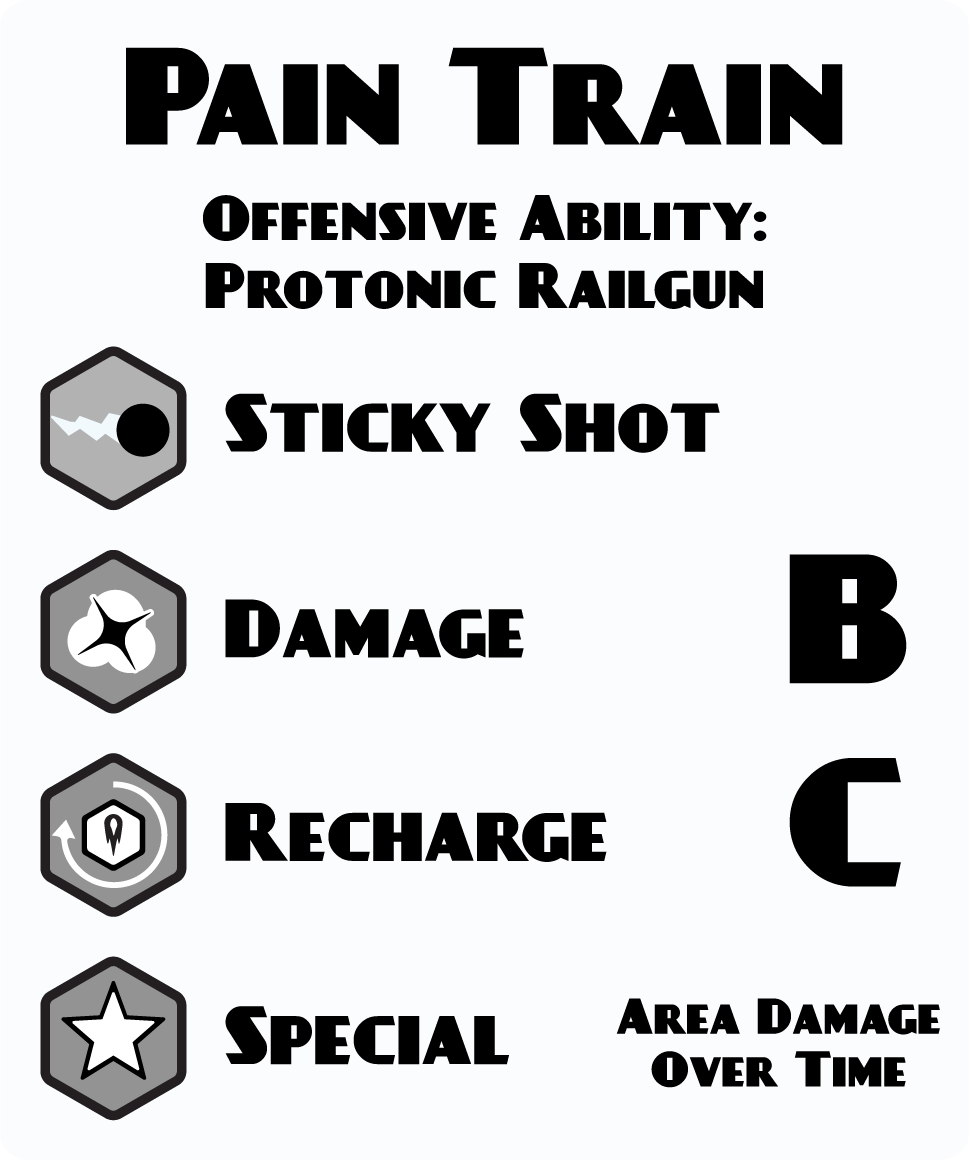 Pain Train
Offensive Ability:
Protonic Railgun
Sticky Shot
Damage B
Recharge C
Special
Area Damage
Over Time